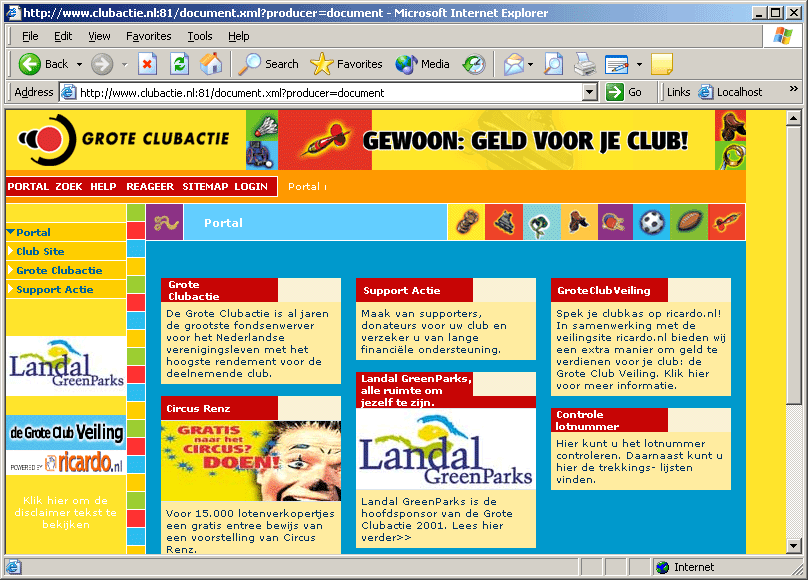 http://www.clubactie.nl:81/document.xml?producer=document - Microsoft Internet Explorer
File Edit View Favorites Tools Help
Back Search Favorites Media
Address http://www.clubactie.nl:81/document.xml?producer=document Go Links Localhost »
GROTE CLUBACTIE GEWOON: GELD VOOR JE CLUB!
PORTAL ZOEK HELP REAGEER SITEMAP LOGIN Portal
Portal
Club Site
Grote Clubactie
Support Actie
Landal
GreenParks
de Grote Club Veiling
POWERED BY ricardo.nl
Klik hier om de
disclaimer tekst te
bekijken
Portal
Grote
Clubactie
De Grote Clubactie is al jaren
de grootste fondsenwerver
voor het Nederlandse
verenigingsleven met het
hoogste rendement voor de
deelnemende club.
Circus Renz
GRATIS
naar het
CIRCUS?
DOEN!
Voor 15.000 lotenverkopertjes
een gratis entree bewijs van
een voorstelling van Circus
Renz.
Support Actie
Maak van supporters,
donateurs voor uw club en
verzeker u van lange
financiële ondersteuning.
Landal GreenParks,
alle ruimte om
jezelf te zijn.
Landal
GreenParks
Landal GreenParks is de
hoofdsponsor van de Grote
Clubactie 2001. Lees hier
verder>>
GroteClubVeiling
Spek je clubkas op ricardo.nl!
In samenwerking met de
veilingsite ricardo.nl bieden wij
een extra manier om geld te
verdienen voor je club: de
Grote Club Veiling. Klik hier
voor meer informatie.
Controle
lotnummer
Hier kunt u het lotnummer
controleren. Daarnaast kunt u
hier de trekkings- lijsten
vinden.
Internet